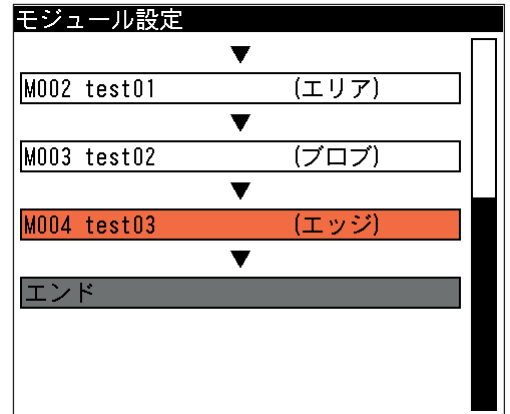 モジュール設定
▼
M002 test01 (エリア)
▼
M003 test02 (ブロブ)
▼
M004 test03 (エッジ)
▼
エンド